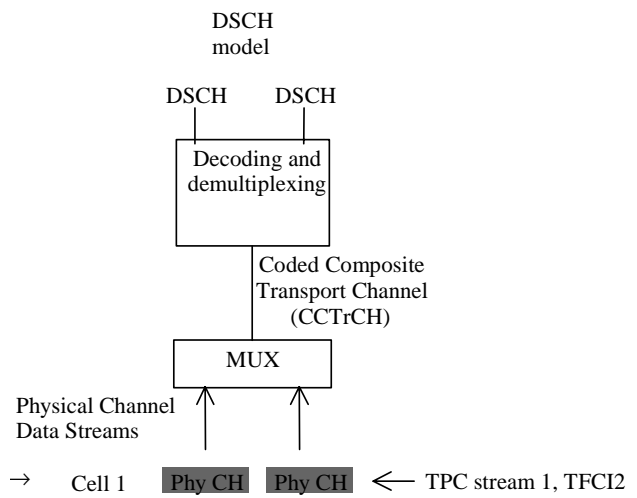 DSCH
model
DSCH DSCH
Decoding and
demultiplexing
Coded Composite
Transport Channel
(CCTrCH)
MUX
Physical Channel
Data Streams
→ Cell 1 Phy CH Phy CH TPC stream 1, TFCI2